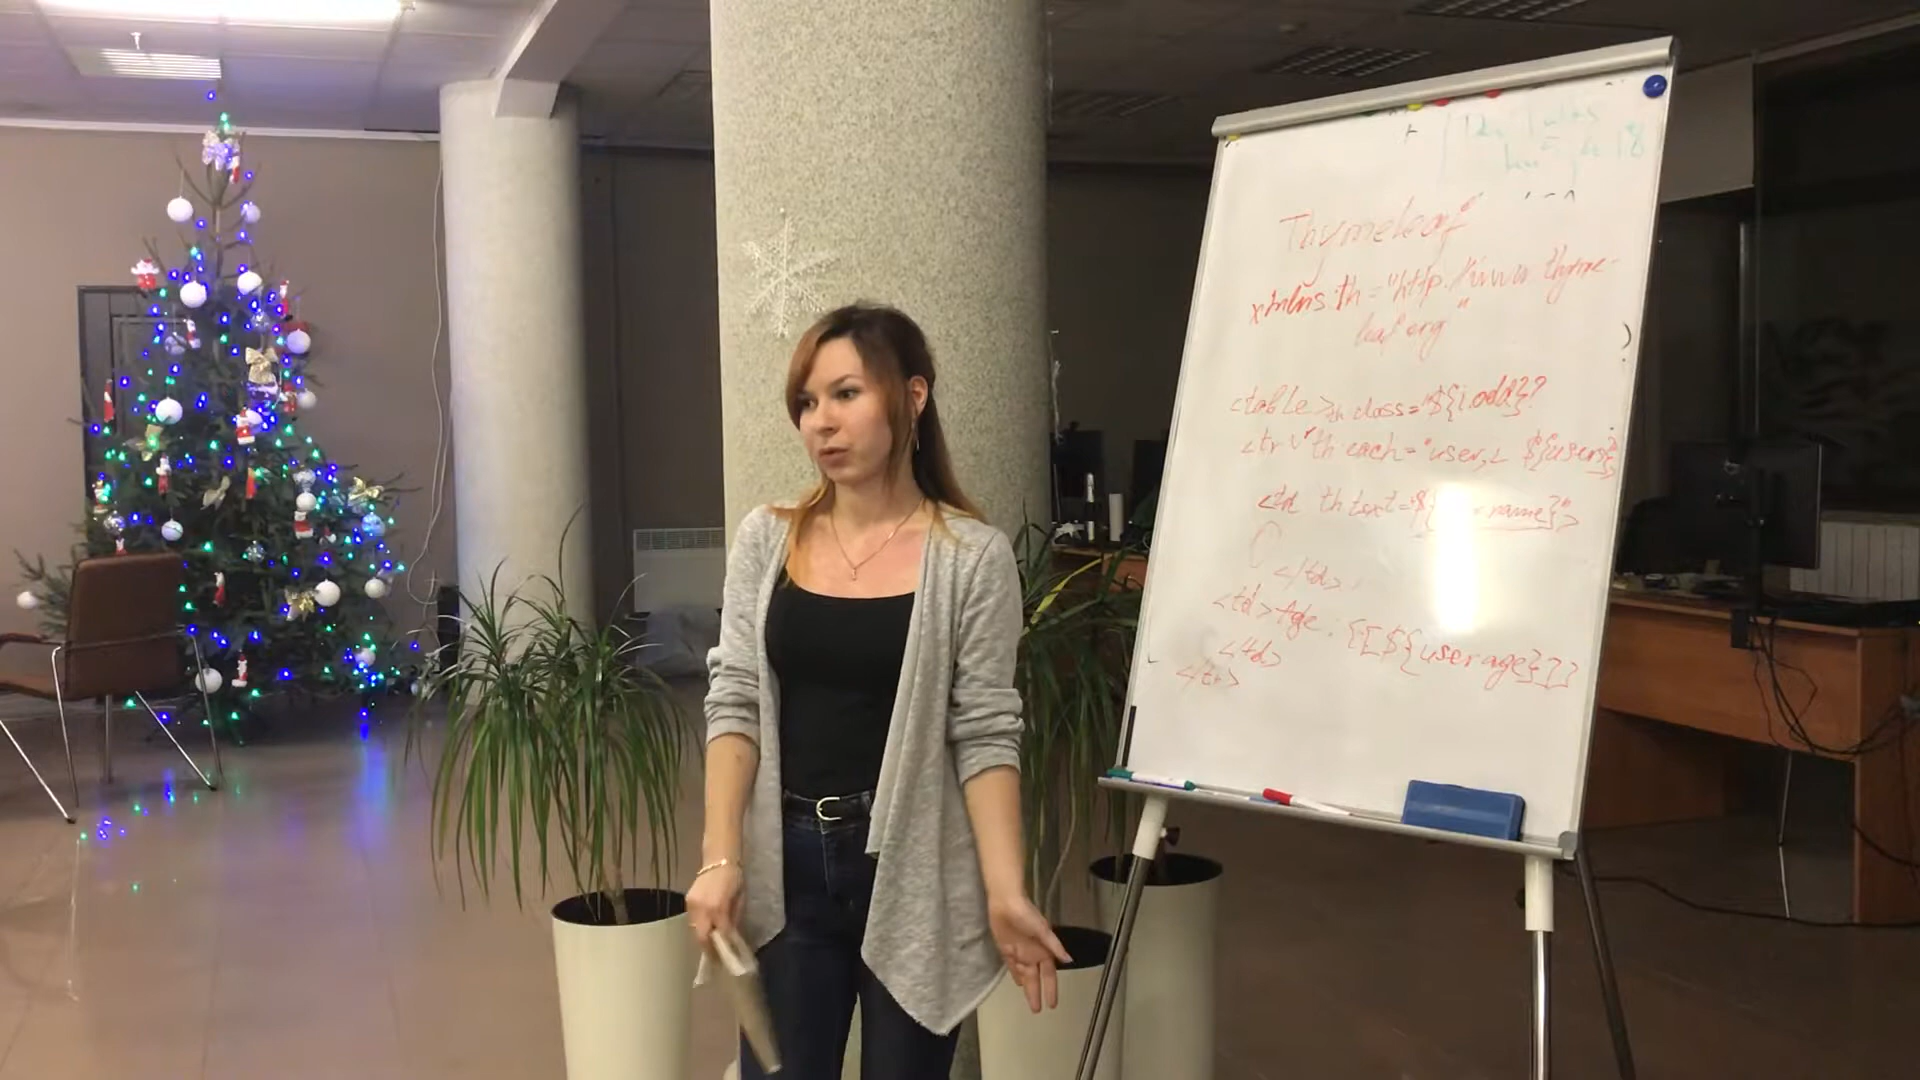 Thymeleaf
xmlns:th="http://www.thyme-
leaf.org"
<table> th class="${i.odd}?
<tr th each="user, ${users}
<td th text="${ name}">
</td>
<td>Age: {[${user age}]]
</td>
</tr>